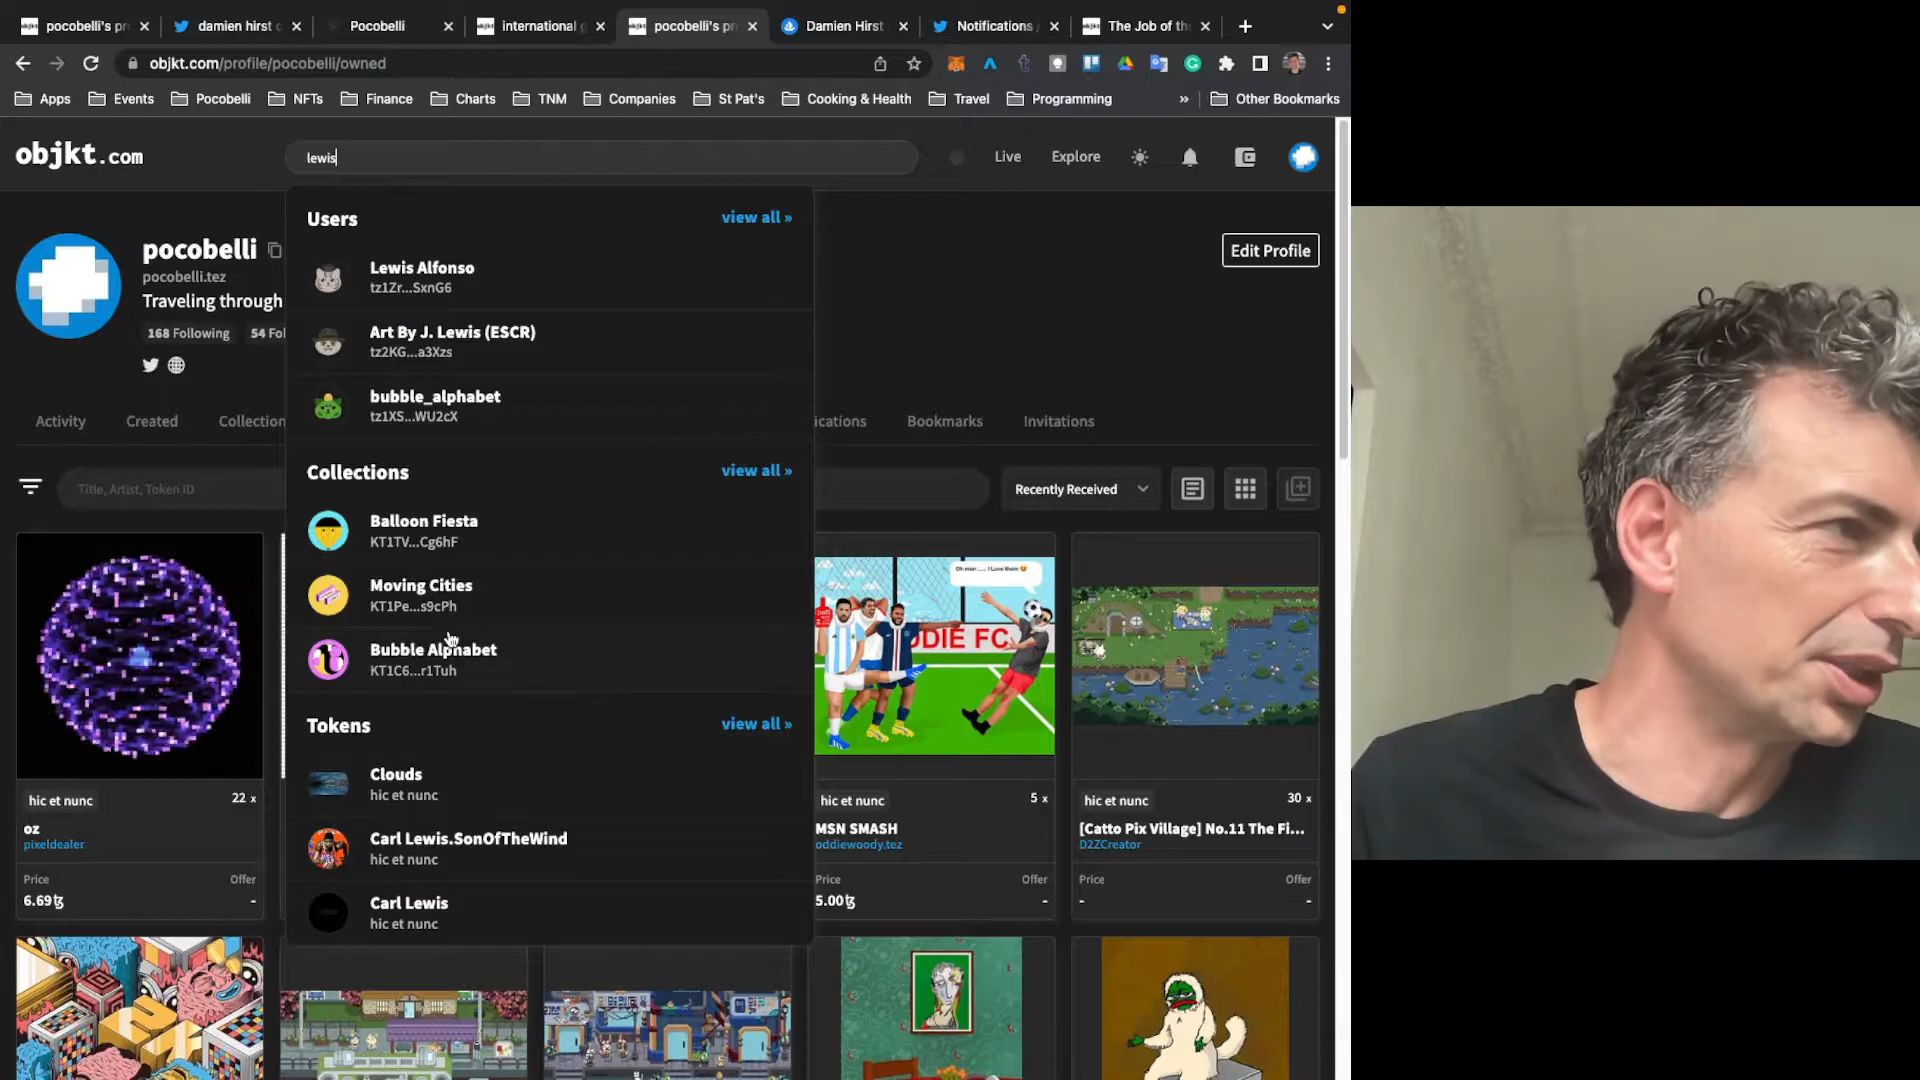 pocobelli's pr
damien hirst c
Pocobelli
international g
pocobelli's pr
Damien Hirst
Notifications
The Job of th
objkt.com/profile/pocobelli/owned
Apps
Events
Pocobelli
NFTs
Finance
Charts
TNM
Companies
St Pat's
Cooking & Health
Travel
Programming
»
Other Bookmarks
objkt.com
lewis
Live
Explore
pocobelli
pocobelli.tez
Traveling through
168 Following
54 Fol
Edit Profile
Users
view all »
Lewis Alfonso
tz1Zr...SxnG6
Art By J. Lewis (ESCR)
tz2KG...a3Xzs
bubble_alphabet
tz1XS...WU2cX
Collections
view all »
Balloon Fiesta
KT1TV...Cg6hF
Moving Cities
KT1Pe...s9cPh
Bubble Alphabet
KT1C6...r1Tuh
Tokens
view all »
Clouds
hic et nunc
Carl Lewis.SonOfTheWind
hic et nunc
Carl Lewis
hic et nunc
Activity
Created
Collection
ications
Bookmarks
Invitations
Title, Artist, Token ID
Recently Received
hic et nunc
22 x
oz
pixeldealer
Price
Offer
6.69ꜩ
-
Oh man...... I Love them
DIE FC
hic et nunc
5 x
MSN SMASH
oddiewoody.tez
Price
Offer
5.00ꜩ
-
hic et nunc
30 x
[Catto Pix Village] No.11 The Fi...
D2ZCreator
Price
Offer
-
-